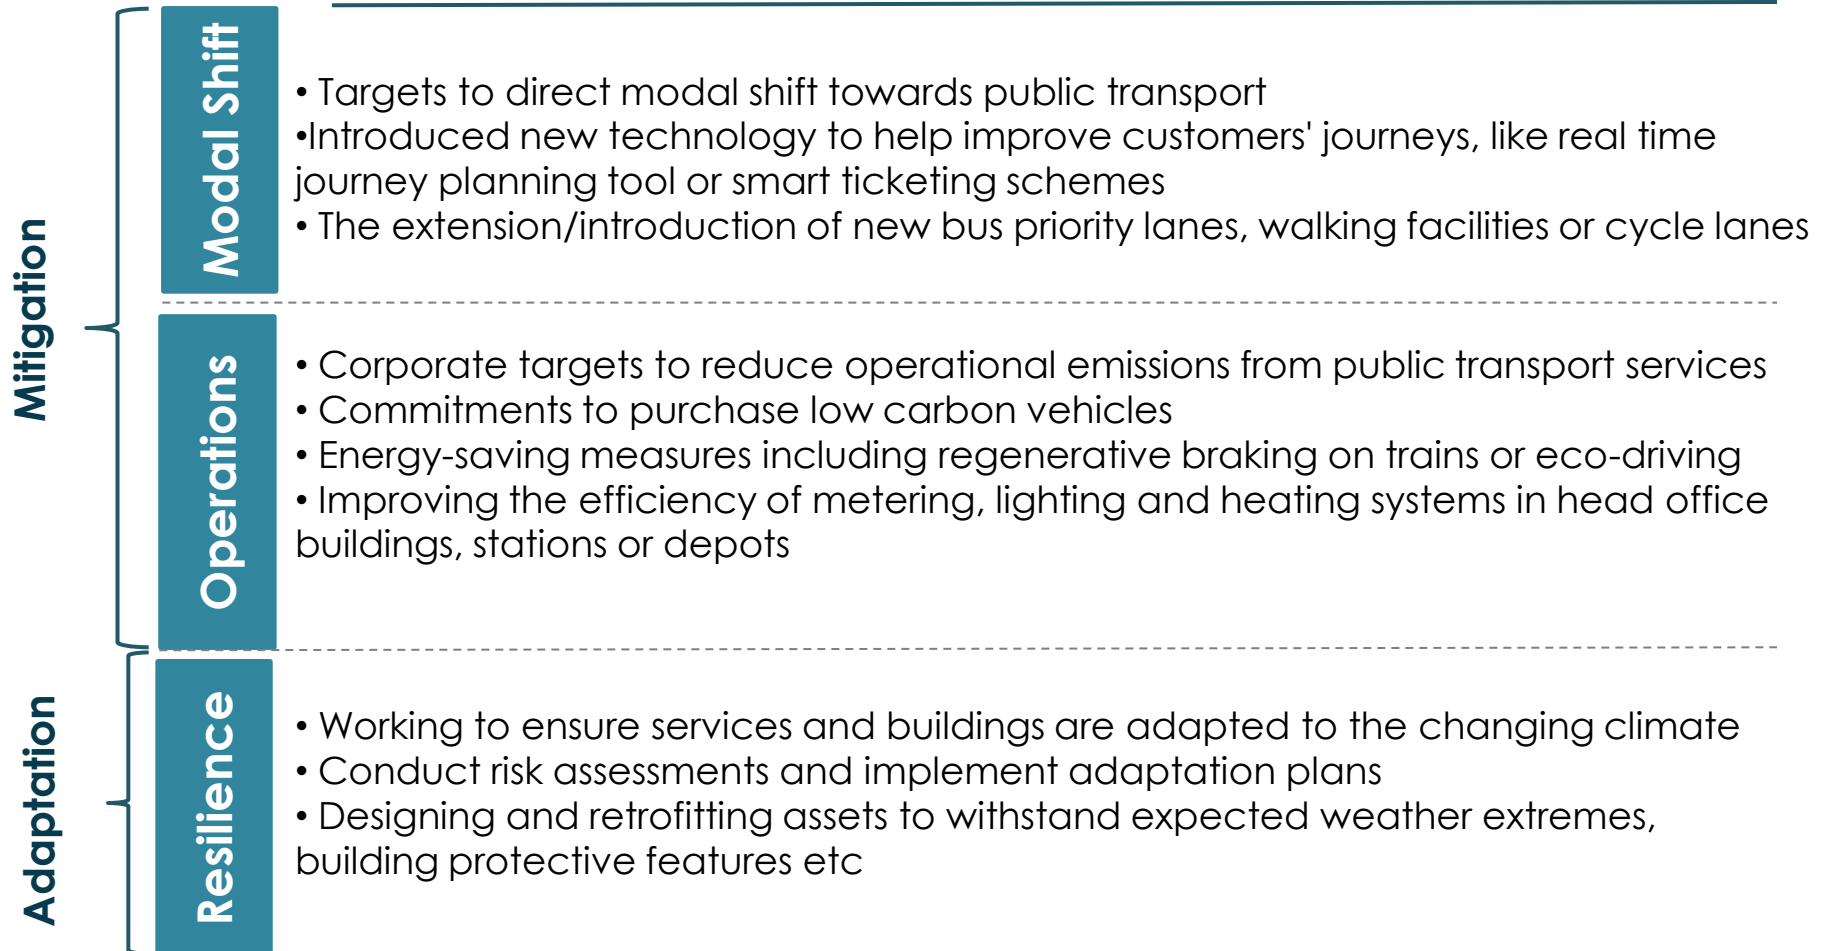 Mitigation
Modal Shift
• Targets to direct modal shift towards public transport
•Introduced new technology to help improve customers' journeys, like real time
journey planning tool or smart ticketing schemes
• The extension/introduction of new bus priority lanes, walking facilities or cycle lanes
Operations
• Corporate targets to reduce operational emissions from public transport services
• Commitments to purchase low carbon vehicles
• Energy-saving measures including regenerative braking on trains or eco-driving
• Improving the efficiency of metering, lighting and heating systems in head office
buildings, stations or depots
Adaptation
Resilience
• Working to ensure services and buildings are adapted to the changing climate
• Conduct risk assessments and implement adaptation plans
• Designing and retrofitting assets to withstand expected weather extremes,
building protective features etc